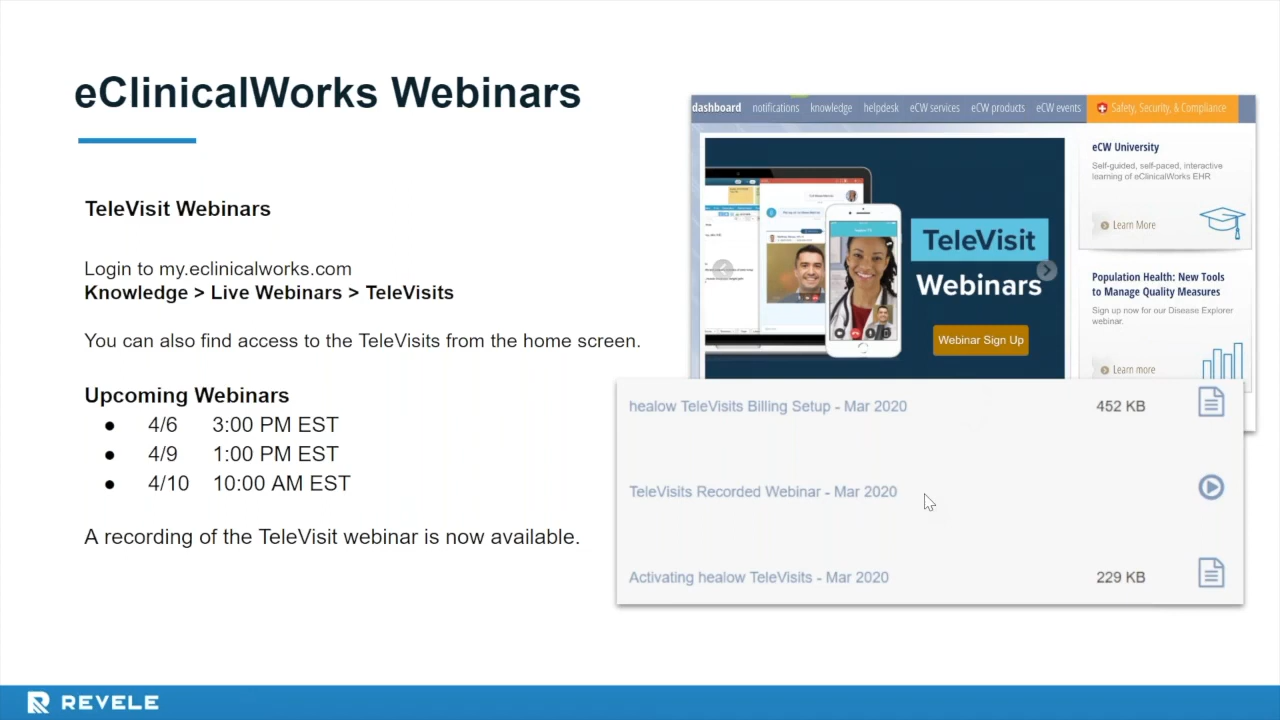 eClinicalWorks Webinars
TeleVisit Webinars
Login to my.eclinicalworks.com
Knowledge > Live Webinars > TeleVisits
You can also find access to the TeleVisits from the home screen.
Upcoming Webinars
● 4/6 3:00 PM EST
● 4/9 1:00 PM EST
● 4/10 10:00 AM EST
A recording of the TeleVisit webinar is now available.
dashboard notifications knowledge helpdesk eCW services eCW products eCW events Safety, Security, & Compliance
TeleVisit
Webinars
Webinar Sign Up
eCW University
Self-guided, self-paced, interactive
learning of eClinicalWorks EHR
Learn More
Population Health: New Tools
to Manage Quality Measures
Sign up now for our Disease Explorer
webinar.
Learn more
healow TeleVisits Billing Setup - Mar 2020 452 KB
TeleVisits Recorded Webinar - Mar 2020
Activating healow TeleVisits - Mar 2020 229 KB
REVELE